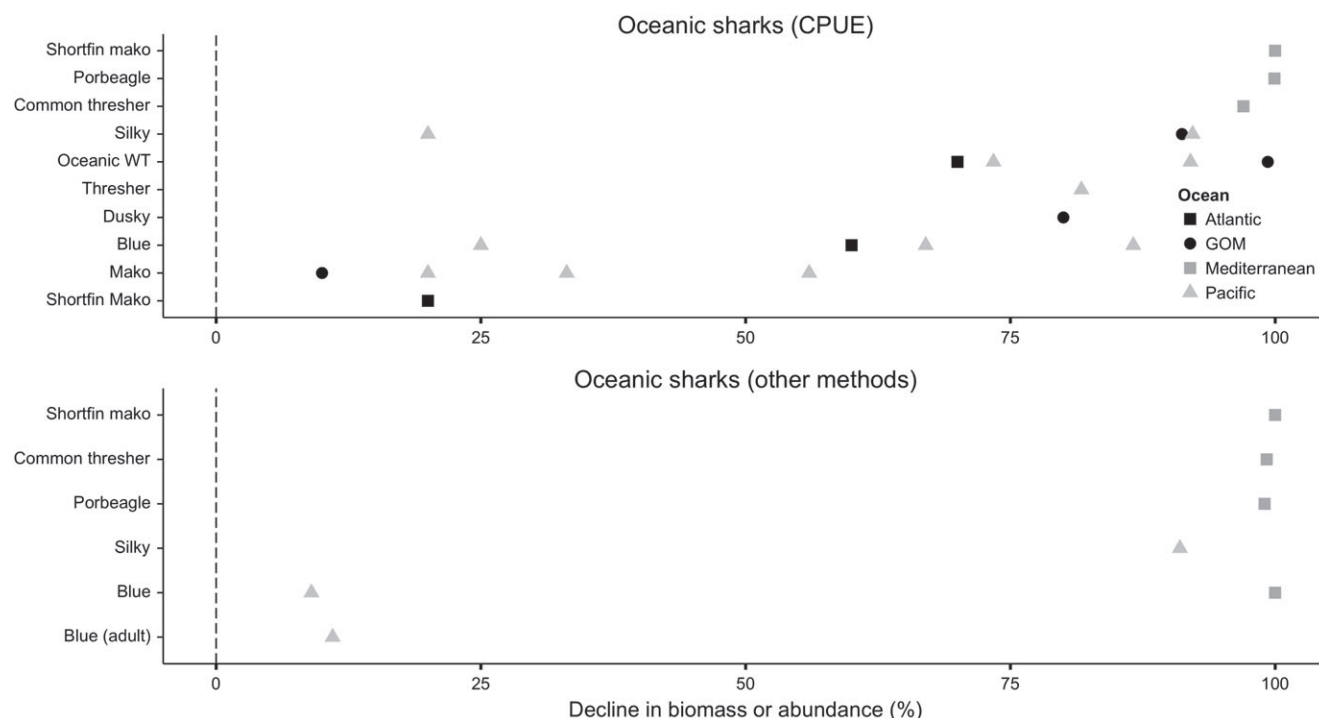 Oceanic sharks (CPUE)
Shortfin mako
Porbeagle
Common thresher
Silky
Oceanic WT
Thresher
Dusky
Blue
Mako
Shortfin Mako
Ocean
Atlantic
GOM
Mediterranean
Pacific
0 25 50 75 100
Oceanic sharks (other methods)
Shortfin mako
Common thresher
Porbeagle
Silky
Blue
Blue (adult)
0 25 50 75 100
Decline in biomass or abundance (%)